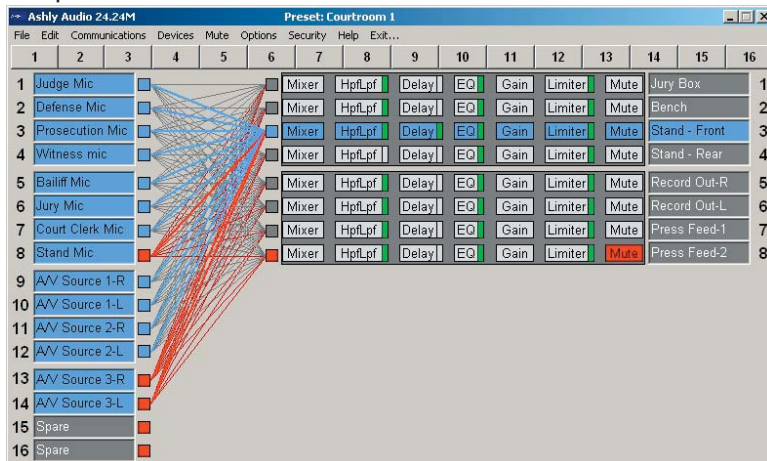 Ashly Audio 24.24M Preset: Courtroom 1
File Edit Communications Devices Mute Options Security Help Exit...
1 2 3 4 5 6 7 8 9 10 11 12 13 14 15 16
1 Judge Mic Mixer HpfLpf Delay EQ Gain Limiter Mute Jury Box 1
2 Defense Mic Mixer HpfLpf Delay EQ Gain Limiter Mute Bench 2
3 Prosecution Mic Mixer HpfLpf Delay EQ Gain Limiter Mute Stand - Front 3
4 Witness mic Mixer HpfLpf Delay EQ Gain Limiter Mute Stand - Rear 4
5 Bailiff Mic Mixer HpfLpf Delay EQ Gain Limiter Mute Record Out-R 5
6 Jury Mic Mixer HpfLpf Delay EQ Gain Limiter Mute Record Out-L 6
7 Court Clerk Mic Mixer HpfLpf Delay EQ Gain Limiter Mute Press Feed-1 7
8 Stand Mic Mixer HpfLpf Delay EQ Gain Limiter Mute Press Feed-2 8
9 A/V Source 1-R
10 A/V Source 1-L
11 A/V Source 2-R
12 A/V Source 2-L
13 A/V Source 3-R
14 A/V Source 3-L
15 Spare
16 Spare